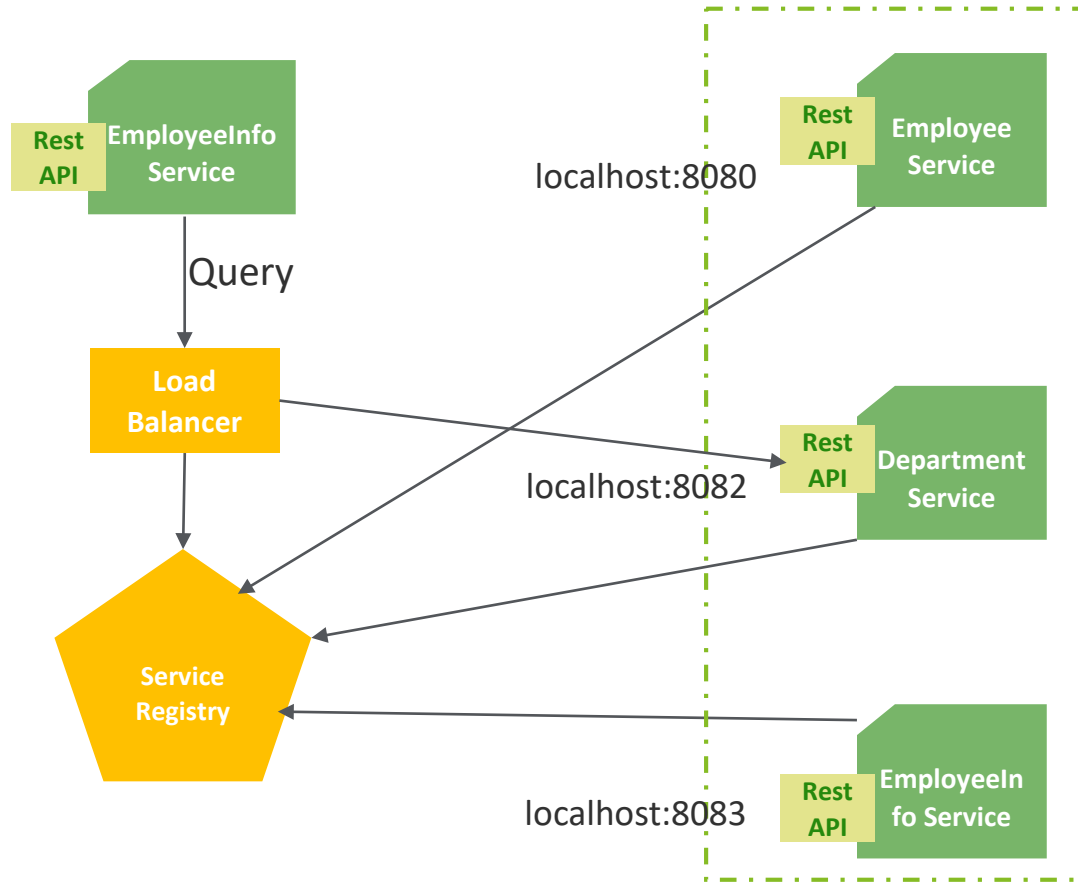 Rest
API
EmployeeInfo
Service
Query
Load
Balancer
Service
Registry
localhost:8080
Rest
API
Employee
Service
localhost:8082
Rest
API
Department
Service
localhost:8083
Rest
API
EmployeeIn
fo Service